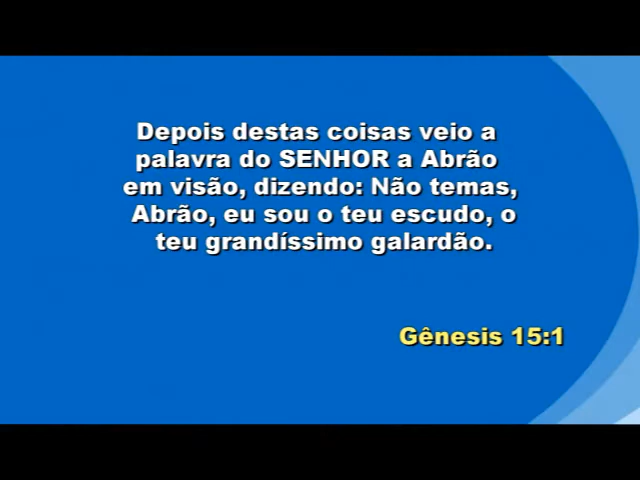 Depois destas coisas veio a
palavra do SENHOR a Abrão
em visão, dizendo: Não temas,
Abrão, eu sou o teu escudo, o
teu grandíssimo galardão.
Gênesis 15:1